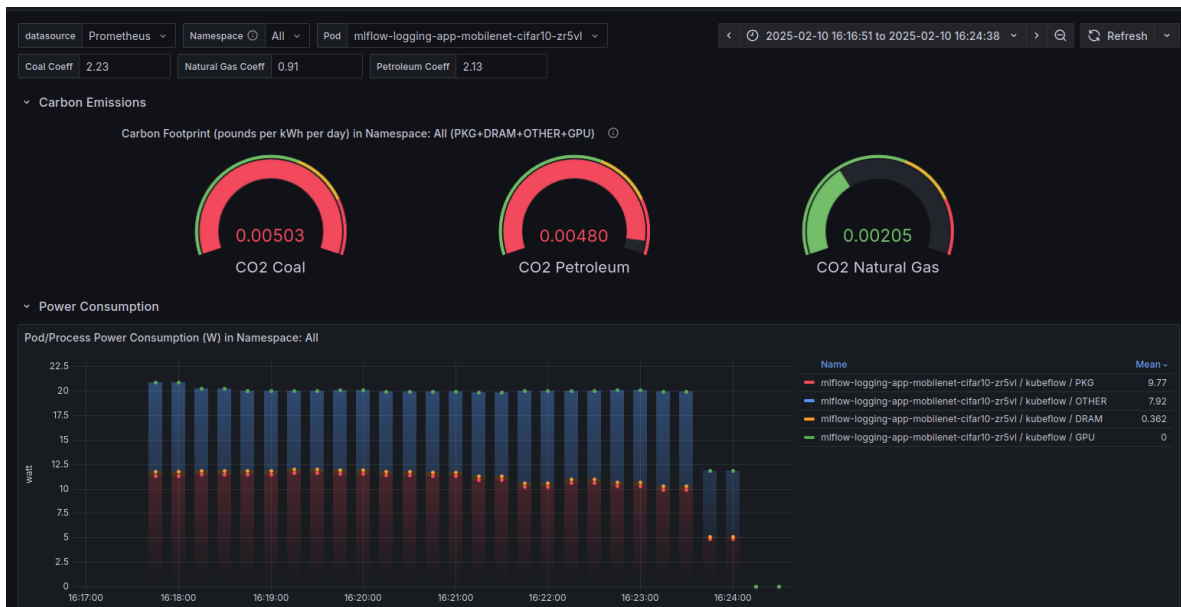 datasource Prometheus Namespace All Pod mlflow-logging-app-mobilenet-cifar10-zr5vl 2025-02-10 16:16:51 to 2025-02-10 16:24:38 Refresh
Coal Coeff 2.23 Natural Gas Coeff 0.91 Petroleum Coeff 2.13
Carbon Emissions
Carbon Footprint (pounds per kWh per day) in Namespace: All (PKG+DRAM+OTHER+GPU)
0.00503 0.00480 0.00205
CO2 Coal CO2 Petroleum CO2 Natural Gas
Power Consumption
Pod/Process Power Consumption (W) in Namespace: All
Name Mean
mlflow-logging-app-mobilenet-cifar10-zr5vl / kubeflow / PKG 9.77
mlflow-logging-app-mobilenet-cifar10-zr5vl / kubeflow / OTHER 7.92
mlflow-logging-app-mobilenet-cifar10-zr5vl / kubeflow / DRAM 0.362
mlflow-logging-app-mobilenet-cifar10-zr5vl / kubeflow / GPU 0
watt
22.5
20
17.5
15
12.5
10
7.5
5
2.5
0
16:17:00 16:18:00 16:19:00 16:20:00 16:21:00 16:22:00 16:23:00 16:24:00